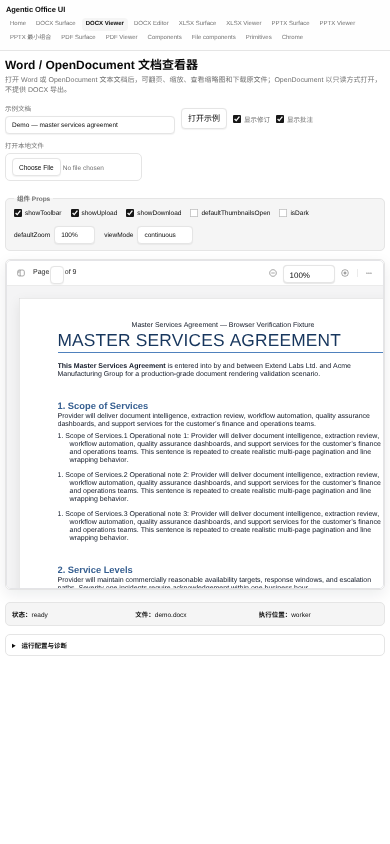 Agentic Office UI
Home DOCX Surface DOCX Viewer DOCX Editor XLSX Surface XLSX Viewer PPTX Surface PPTX Viewer
PPTX 最小组合 PDF Surface PDF Viewer Components File components Primitives Chrome
Word / OpenDocument 文档查看器
打开 Word 或 OpenDocument 文本文档后，可翻页、缩放、查看缩略图和下载原文件；OpenDocument 以只读方式打开，
不提供 DOCX 导出。
示例文稿
Demo — master services agreement 打开示例 显示修订 显示批注
打开本地文件
Choose File No file chosen
组件 Props
showToolbar showUpload showDownload defaultThumbnailsOpen isDark
defaultZoom 100% viewMode continuous
Page of 9 100%
Master Services Agreement — Browser Verification Fixture
MASTER SERVICES AGREEMENT
This Master Services Agreement is entered into by and between Extend Labs Ltd. and Acme
Manufacturing Group for a production-grade document rendering validation scenario.
1. Scope of Services
Provider will deliver document intelligence, extraction review, workflow automation, quality assurance
dashboards, and support services for the customer's finance and operations teams.
1. Scope of Services.1 Operational note 1: Provider will deliver document intelligence, extraction review,
workflow automation, quality assurance dashboards, and support services for the customer's finance
and operations teams. This sentence is repeated to create realistic multi-page pagination and line
wrapping behavior.
1. Scope of Services.2 Operational note 2: Provider will deliver document intelligence, extraction review,
workflow automation, quality assurance dashboards, and support services for the customer's finance
and operations teams. This sentence is repeated to create realistic multi-page pagination and line
wrapping behavior.
1. Scope of Services.3 Operational note 3: Provider will deliver document intelligence, extraction review,
workflow automation, quality assurance dashboards, and support services for the customer's finance
and operations teams. This sentence is repeated to create realistic multi-page pagination and line
wrapping behavior.
2. Service Levels
Provider will maintain commercially reasonable availability targets, response windows, and escalation
paths. Severity one incidents require acknowledgement within one business hour.
状态：ready 文件：demo.docx 执行位置：worker
运行配置与诊断